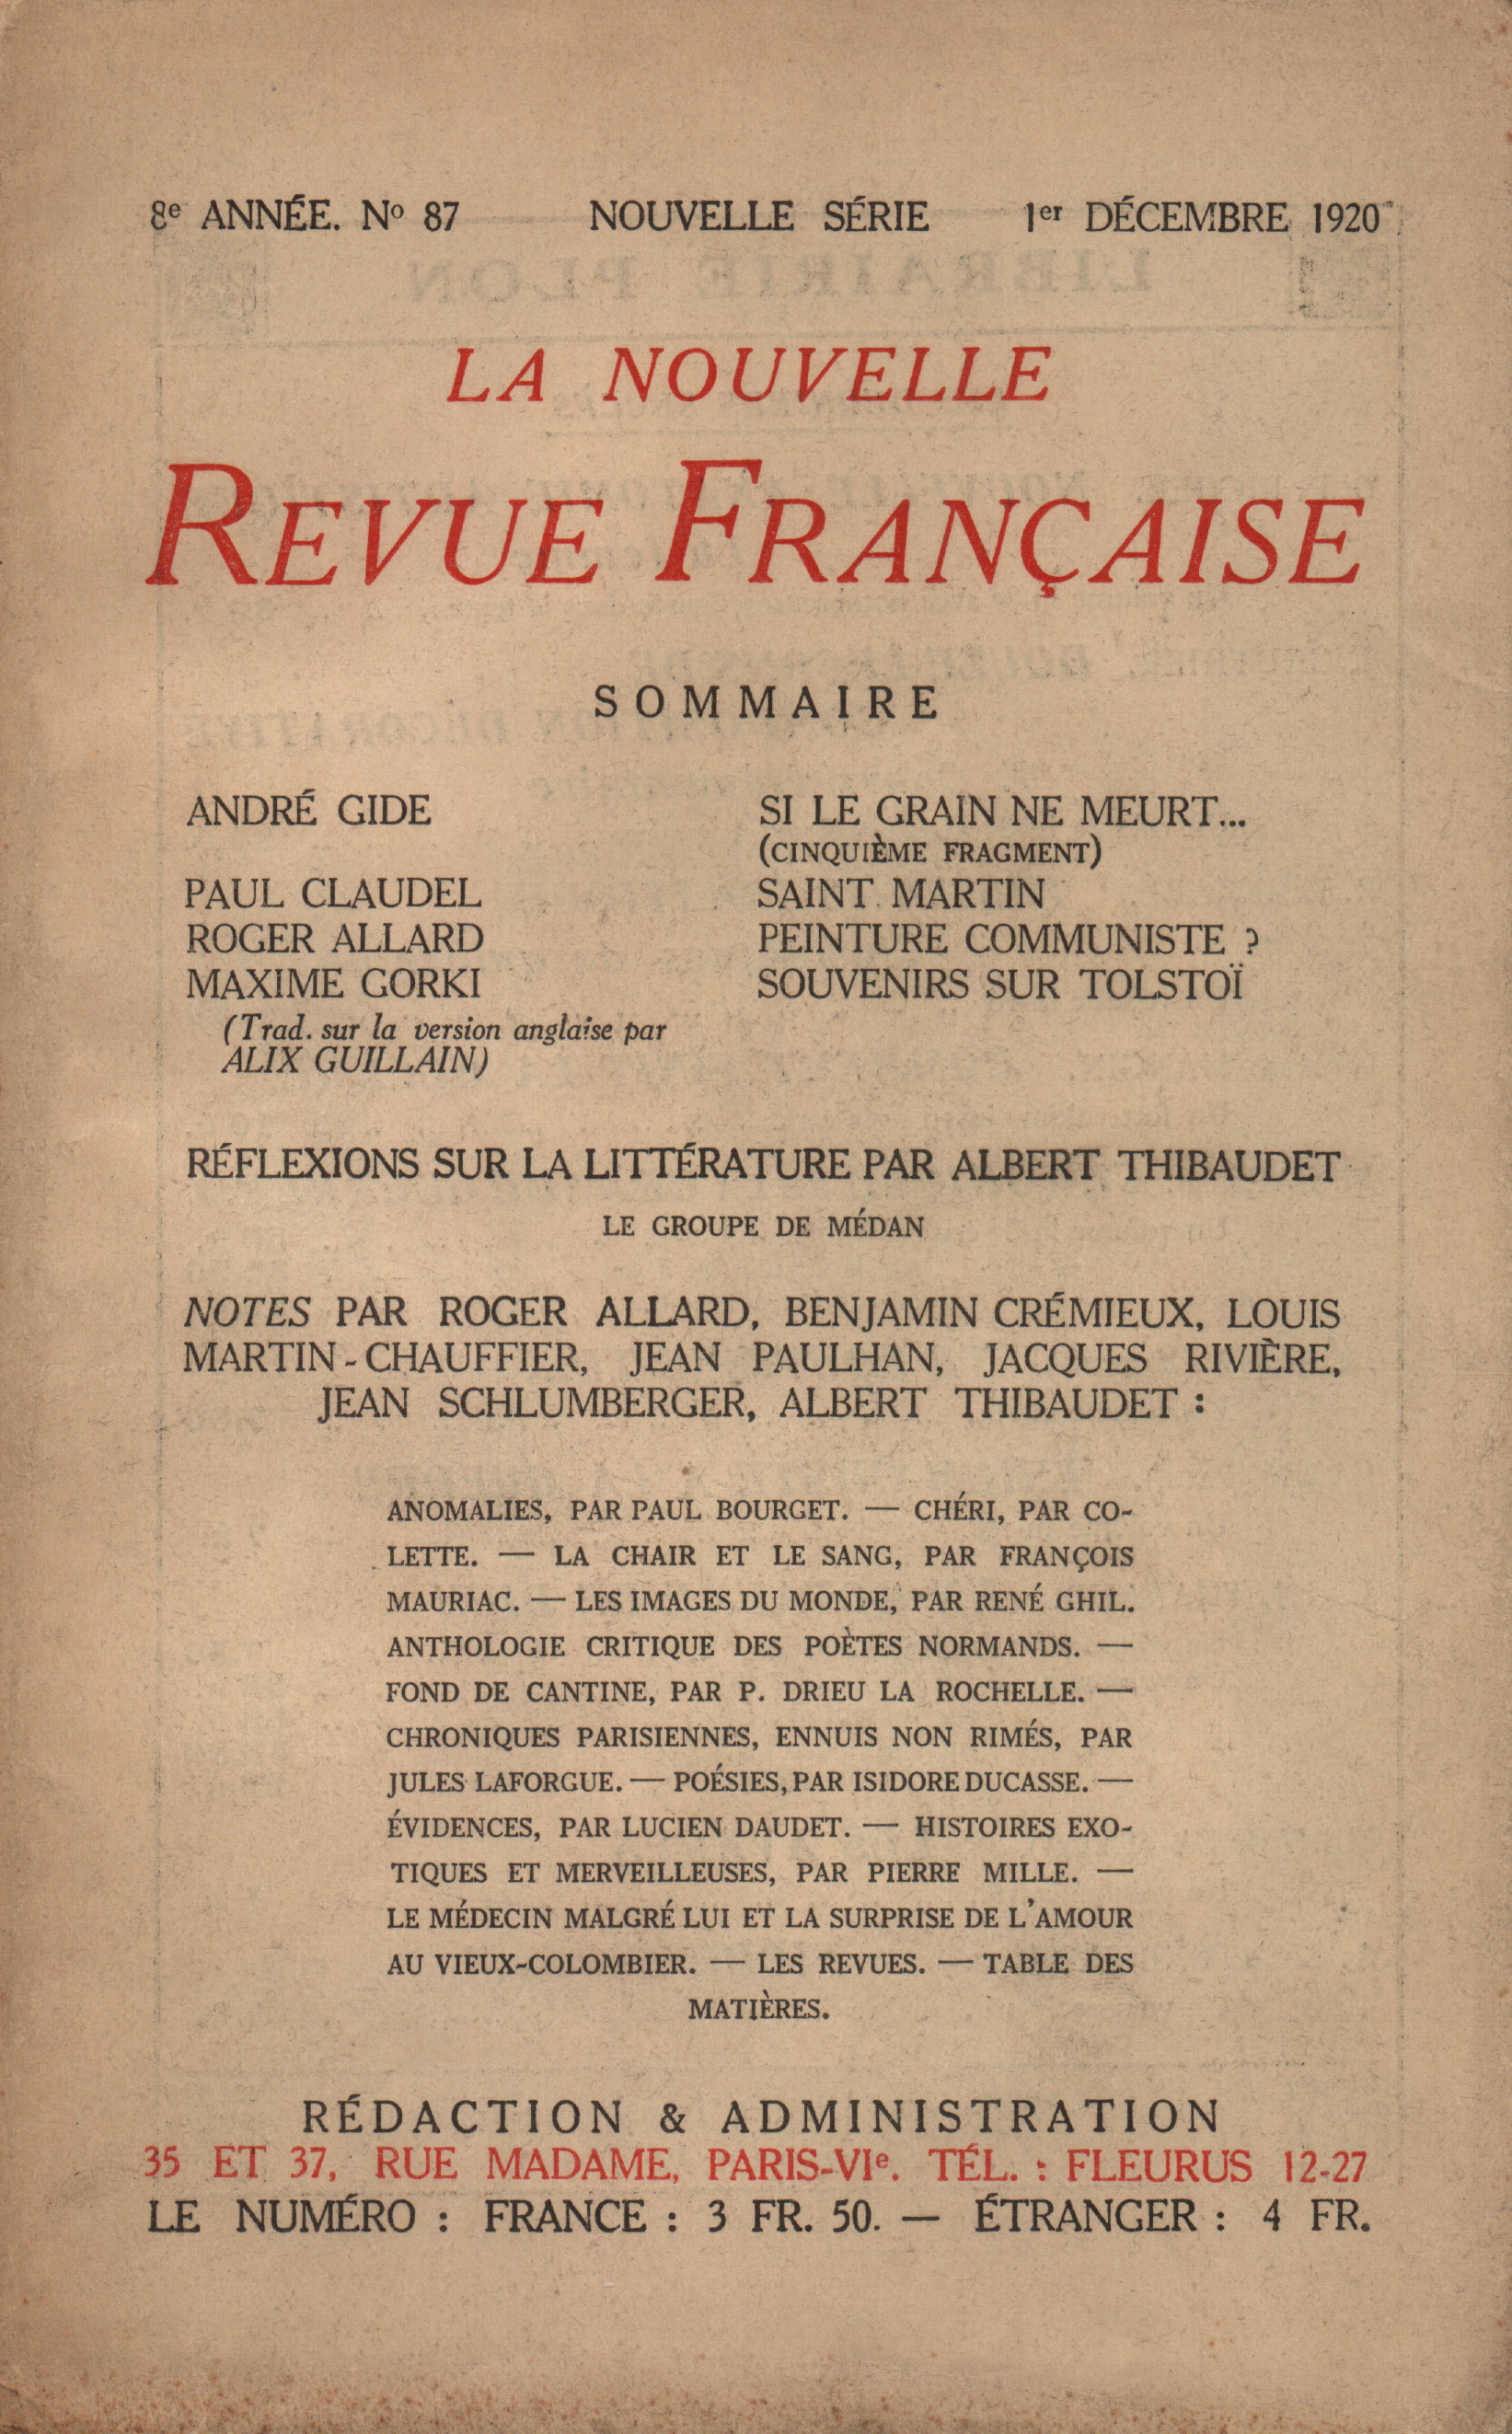 8e ANNÉE. No 87 NOUVELLE SÉRIE 1er DÉCEMBRE 1920
LA NOUVELLE
REVUE FRANÇAISE
SOMMAIRE
ANDRÉ GIDE SI LE GRAIN NE MEURT...
(CINQUIÈME FRAGMENT)
PAUL CLAUDEL SAINT MARTIN
ROGER ALLARD PEINTURE COMMUNISTE ?
MAXIME GORKI SOUVENIRS SUR TOLSTOÏ
(Trad. sur la version anglaise par
ALIX GUILLAIN)
RÉFLEXIONS SUR LA LITTÉRATURE PAR ALBERT THIBAUDET
LE GROUPE DE MÉDAN
NOTES PAR ROGER ALLARD, BENJAMIN CRÉMIEUX, LOUIS
MARTIN-CHAUFFIER, JEAN PAULHAN, JACQUES RIVIÈRE,
JEAN SCHLUMBERGER, ALBERT THIBAUDET :
ANOMALIES, PAR PAUL BOURGET. — CHÉRI, PAR CO-
LETTE. — LA CHAIR ET LE SANG, PAR FRANÇOIS
MAURIAC. — LES IMAGES DU MONDE, PAR RENÉ GHIL.
ANTHOLOGIE CRITIQUE DES POÈTES NORMANDS. —
FOND DE CANTINE, PAR P. DRIEU LA ROCHELLE. —
CHRONIQUES PARISIENNES, ENNUIS NON RIMÉS, PAR
JULES LAFORGUE. — POÉSIES, PAR ISIDORE DUCASSE. —
ÉVIDENCES, PAR LUCIEN DAUDET. — HISTOIRES EXO-
TIQUES ET MERVEILLEUSES, PAR PIERRE MILLE. —
LE MÉDECIN MALGRÉ LUI ET LA SURPRISE DE L'AMOUR
AU VIEUX-COLOMBIER. — LES REVUES. — TABLE DES
MATIÈRES.
RÉDACTION & ADMINISTRATION
35 ET 37, RUE MADAME, PARIS-VIe. TÉL. : FLEURUS 12-27
LE NUMÉRO : FRANCE : 3 FR. 50. — ÉTRANGER : 4 FR.